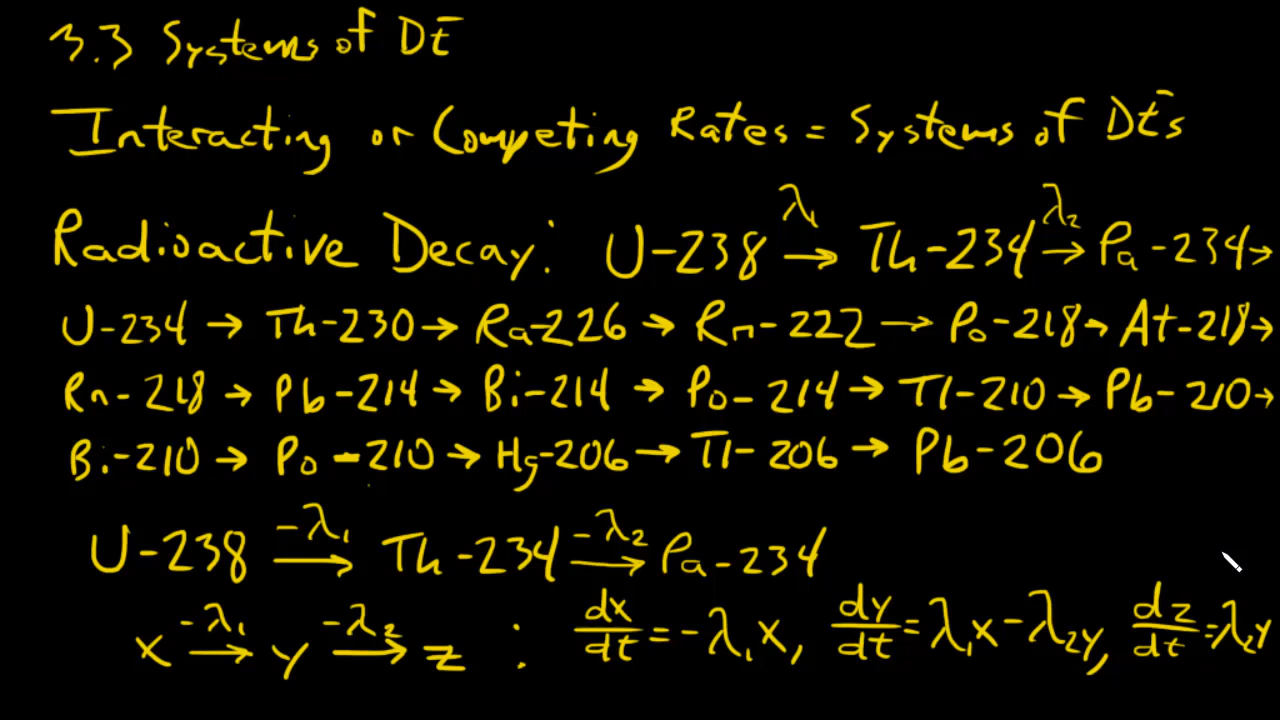 3.3 Systems of DE
Interacting or Competing Rates = Systems of DEs
Radioactive Decay: U-238 λ₁→ Th-234 λ₂→ Pa-234→
U-234 → Th-230 → Ra-226 → Rn-222 → Po-218 → At-218→
Rn-218 → Pb-214 → Bi-214 → Po-214 → Tl-210 → Pb-210→
Bi-210 → Po-210 → Hg-206 → Tl-206 → Pb-206
U-238 -λ₁→ Th-234 -λ₂→ Pa-234
x -λ₁→ y -λ₂→ z : dx/dt = -λ₁x, dy/dt = λ₁x - λ₂y, dz/dt = λ₂y